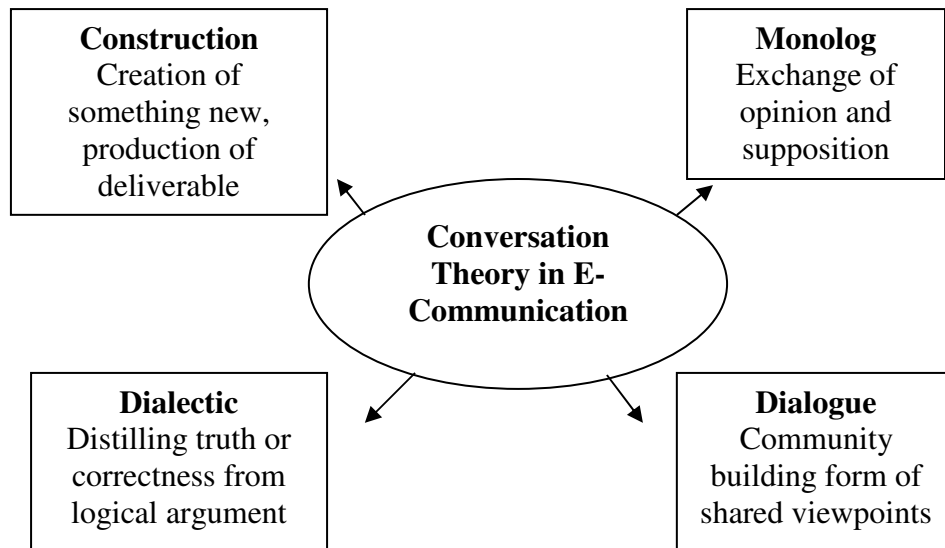 Construction
Creation of
something new,
production of
deliverable
Monolog
Exchange of
opinion and
supposition
Conversation
Theory in E-
Communication
Dialectic
Distilling truth or
correctness from
logical argument
Dialogue
Community
building form of
shared viewpoints